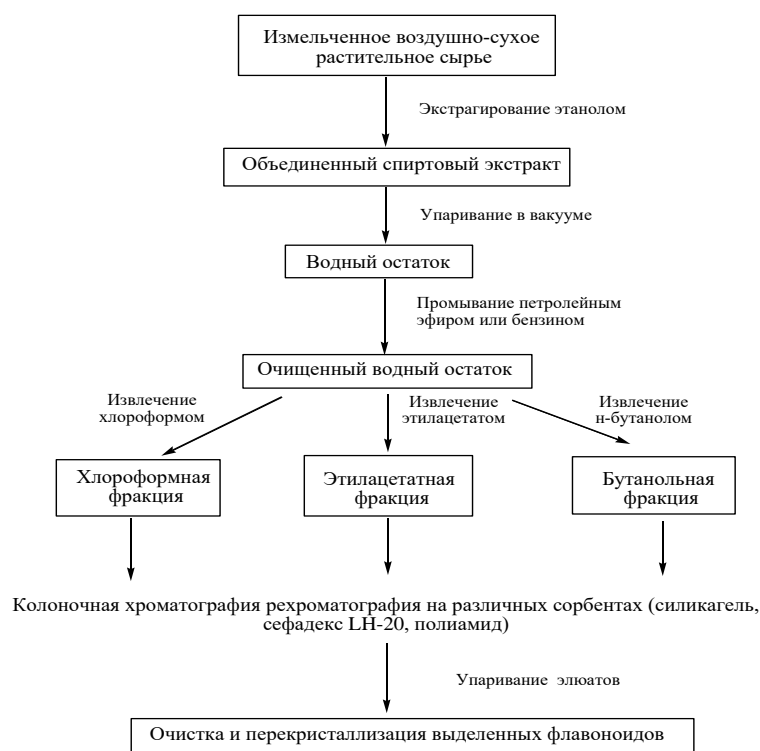 Измельченное воздушно-сухое
растительное сырье
Экстрагирование этанолом
Объединенный спиртовый экстракт
Упаривание в вакууме
Водный остаток
Промывание петролейным
эфиром или бензином
Очищенный водный остаток
Извлечение
хлороформом
Извлечение
этилацетатом
Извлечение
н-бутанолом
Хлороформная
фракция
Этилацетатная
фракция
Бутанольная
фракция
Колоночная хроматография рехроматография на различных сорбентах (силикагель,
сефадекс LH-20, полиамид)
Упаривание элюатов
Очистка и перекристаллизация выделенных флавоноидов